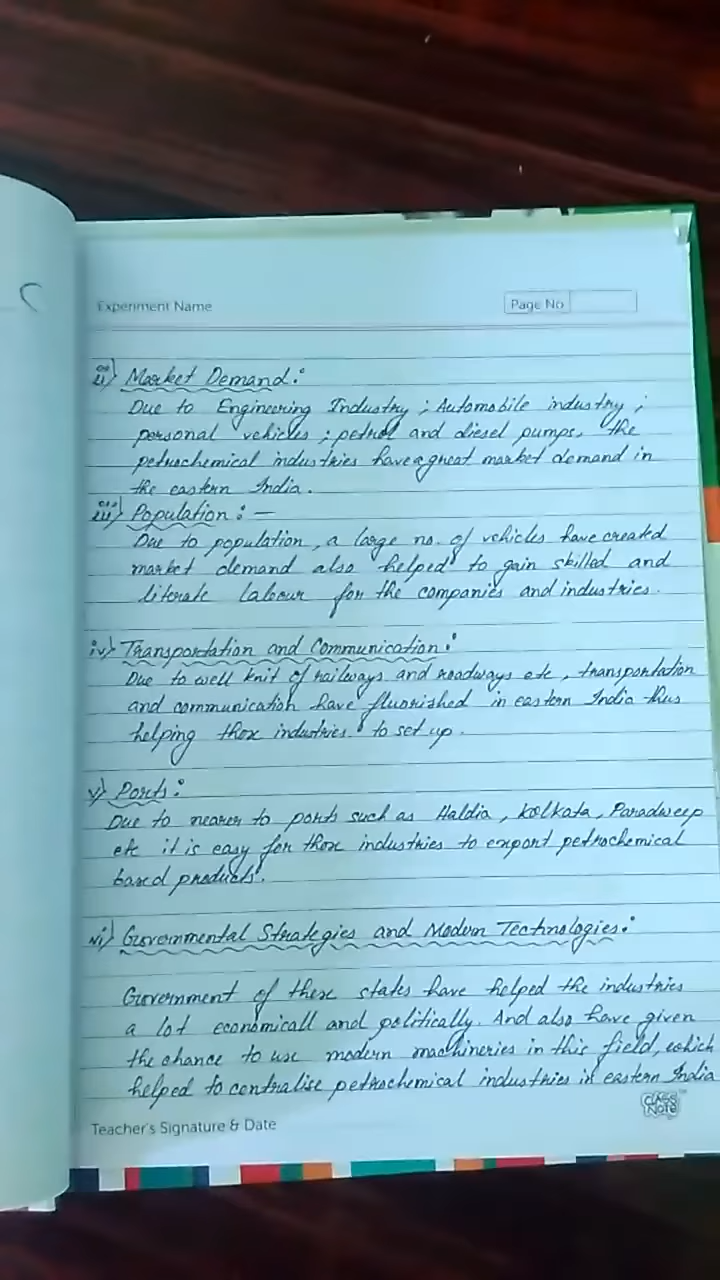 Experiment Name
Page No
ii) Market Demand:
Due to Engineering Industry ; Automobile industry ;
personal vehicles ; petrol and diesel pumps, the
petrochemical industries have a great market demand in
the eastern India.
iii) Population : —
Due to population, a large no. of vehicles have created
market demand also helped to gain skilled and
literate labour for the companies and industries.
iv) Transportation and Communication :
Due to well knit of railways and roadways etc, transportation
and communication have fluorished in eastern India thus
helping these industries to set up.
v) Ports :
Due to nearer to ports such as Haldia, Kolkata, Paradweep
etc it is easy for those industries to export petrochemical
based products.
vi) Governmental Strategies and Modern Technologies :
Government of these states have helped the industries
a lot economicall and politically. And also have given
the chance to use modern machineries in this field, which
helped to centralise petrochemical industries in eastern India
CLASS Note
Teacher's Signature & Date